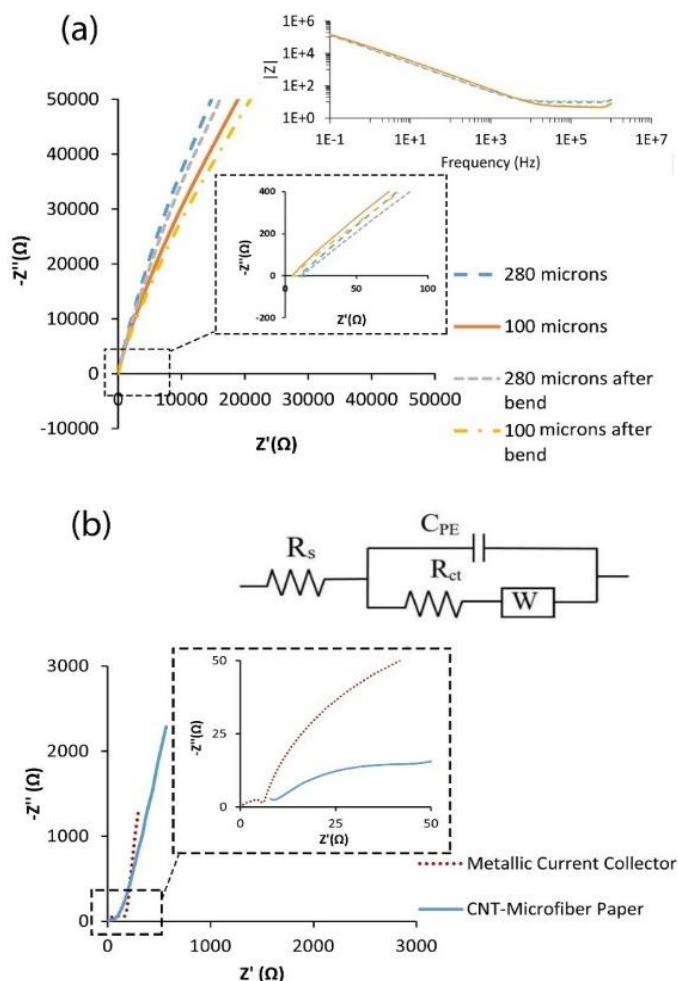 (a)
1E+6
1E+4
|Z|
1E+2
1E+0
1E-1 1E+1 1E+3 1E+5 1E+7
Frequency (Hz)
50000
40000
30000
20000
10000
0
-10000
-Z''(Ω)
0 10000 20000 30000 40000 50000
Z'(Ω)
400
200
0
-200
-Z''(Ω)
0 50 100
Z'(Ω)
280 microns
100 microns
280 microns after
bend
100 microns after
bend
(b)
CPE
Rs
Rct
W
3000
2000
1000
0
-Z'' (Ω)
0 1000 2000 3000
Z' (Ω)
50
25
0
-Z''(Ω)
0 25 50
Z'(Ω)
Metallic Current Collector
CNT-Microfiber Paper